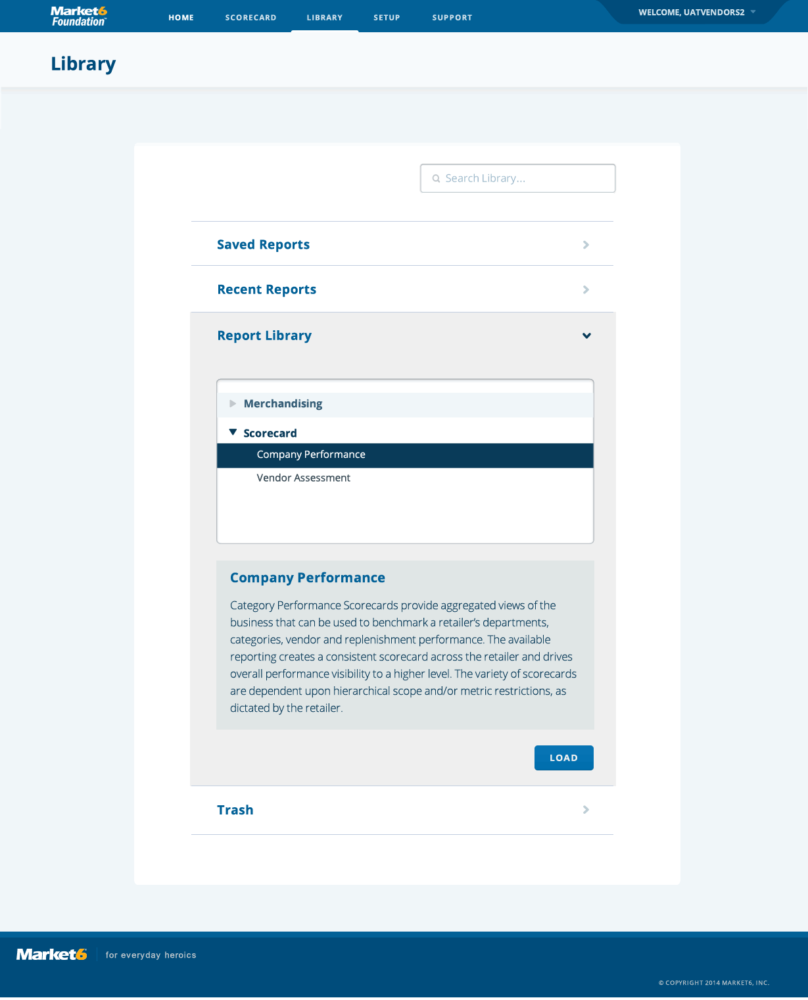 Market6
Foundation™
HOME SCORECARD LIBRARY SETUP SUPPORT
WELCOME, UATVENDORS2
Library
Search Library...
Saved Reports
Recent Reports
Report Library
Merchandising
Scorecard
Company Performance
Vendor Assessment
Company Performance
Category Performance Scorecards provide aggregated views of the
business that can be used to benchmark a retailer’s departments,
categories, vendor and replenishment performance. The available
reporting creates a consistent scorecard across the retailer and drives
overall performance visibility to a higher level. The variety of scorecards
are dependent upon hierarchical scope and/or metric restrictions, as
dictated by the retailer.
LOAD
Trash
Market6 for everyday heroics
© COPYRIGHT 2014 MARKET6, INC.